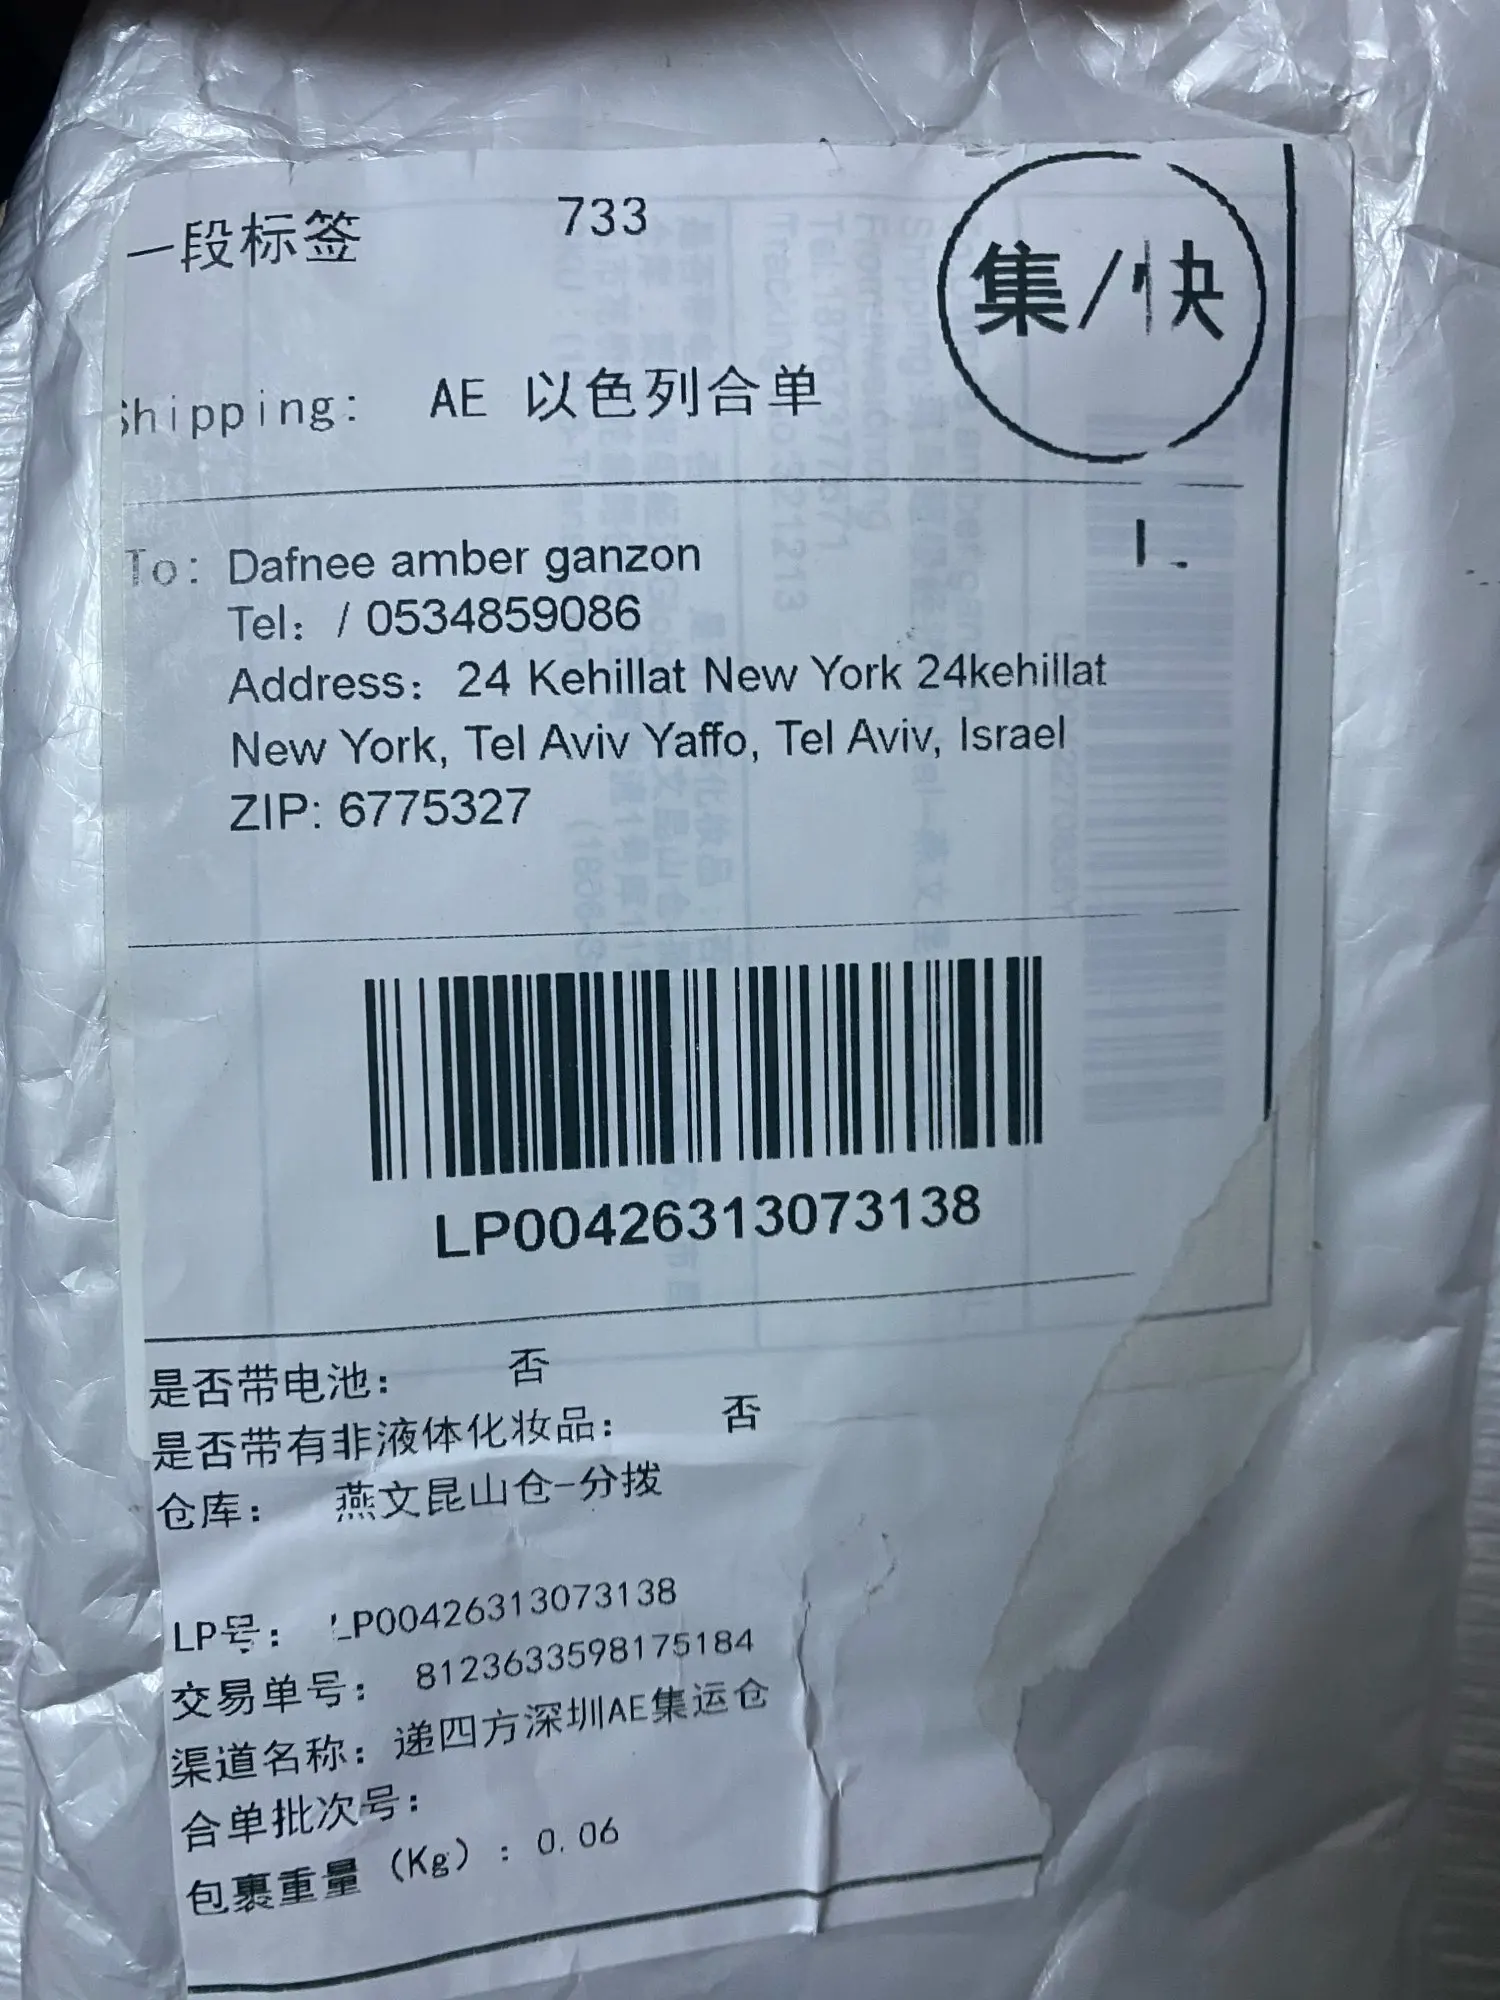 一段标签 733
集/快
Shipping: AE 以色列合单
To: Dafnee amber ganzon
Tel: / 0534859086
Address: 24 Kehillat New York 24kehillat
New York, Tel Aviv Yaffo, Tel Aviv, Israel
ZIP: 6775327
LP00426313073138
是否带电池: 否
是否带有非液体化妆品: 否
仓库: 燕文昆山仓-分拨
LP号: LP00426313073138
交易单号: 8123633598175184
渠道名称: 递四方深圳AE集运仓
合单批次号:
包裹重量 (Kg) : 0.06